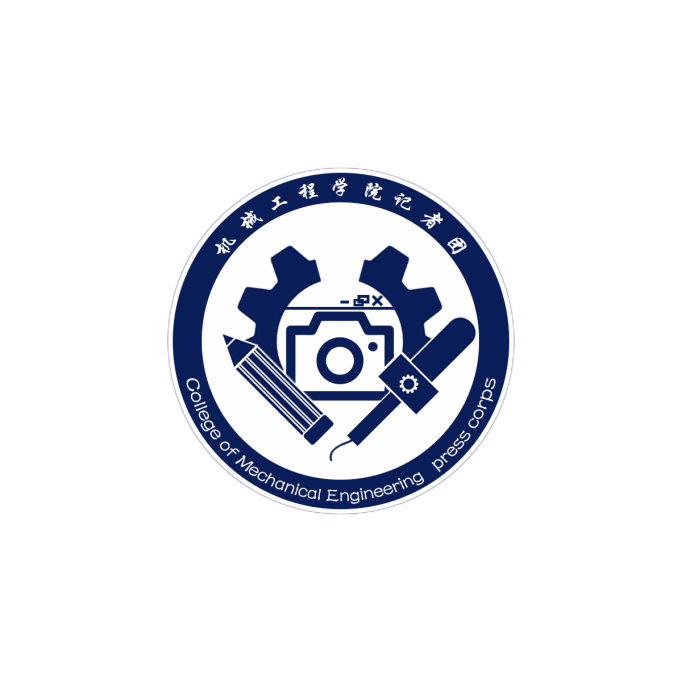 机械工程学院记者团
College of Mechanical Engineering press corps